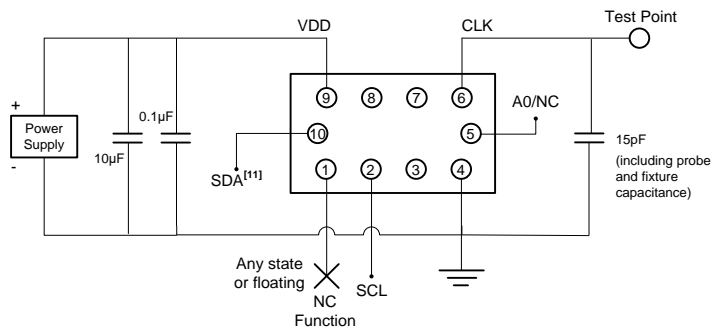 Test Point
VDD
CLK
+
Power
Supply
-
10µF
0.1µF
9
8
7
6
A0/NC
10
5
SDA[11]
1
2
3
4
15pF
(including probe
and fixture
capacitance)
Any state
or floating
NC
Function
SCL